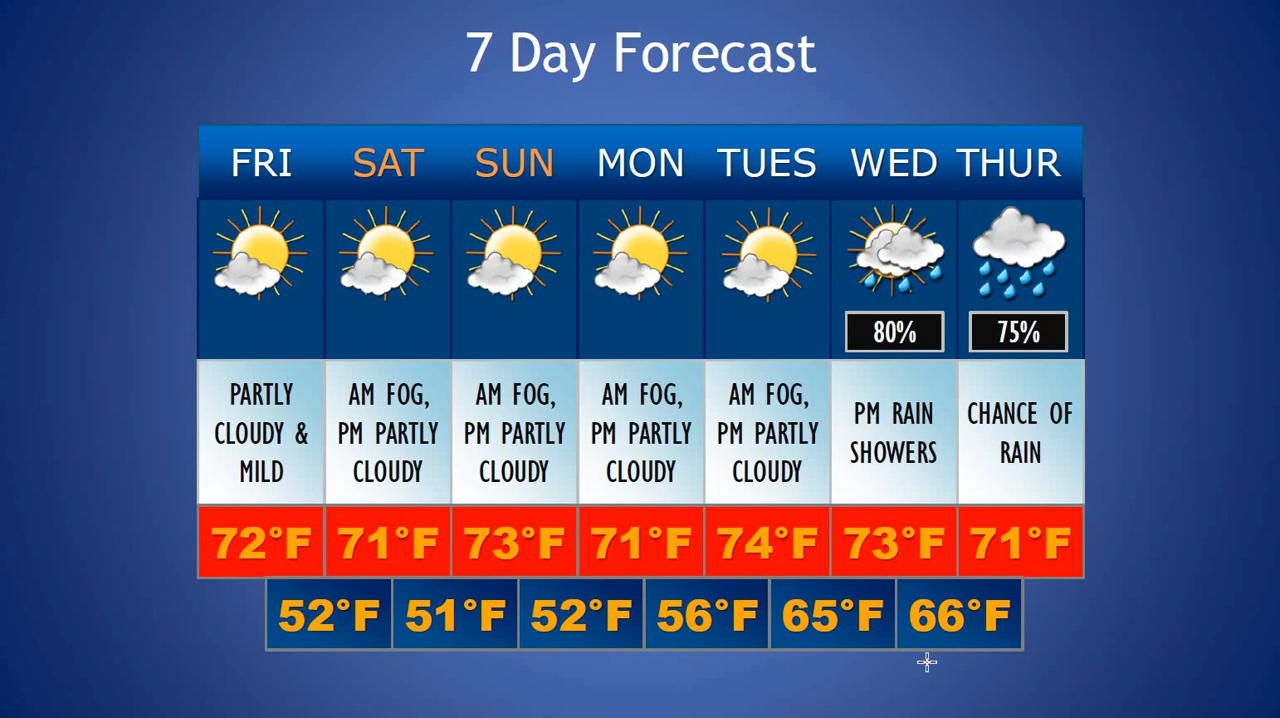 7 Day Forecast
FRI SAT SUN MON TUES WED THUR
80% 75%
PARTLY CLOUDY & MILD
AM FOG, PM PARTLY CLOUDY
AM FOG, PM PARTLY CLOUDY
AM FOG, PM PARTLY CLOUDY
AM FOG, PM PARTLY CLOUDY
PM RAIN SHOWERS
CHANCE OF RAIN
72°F 71°F 73°F 71°F 74°F 73°F 71°F
52°F 51°F 52°F 56°F 65°F 66°F